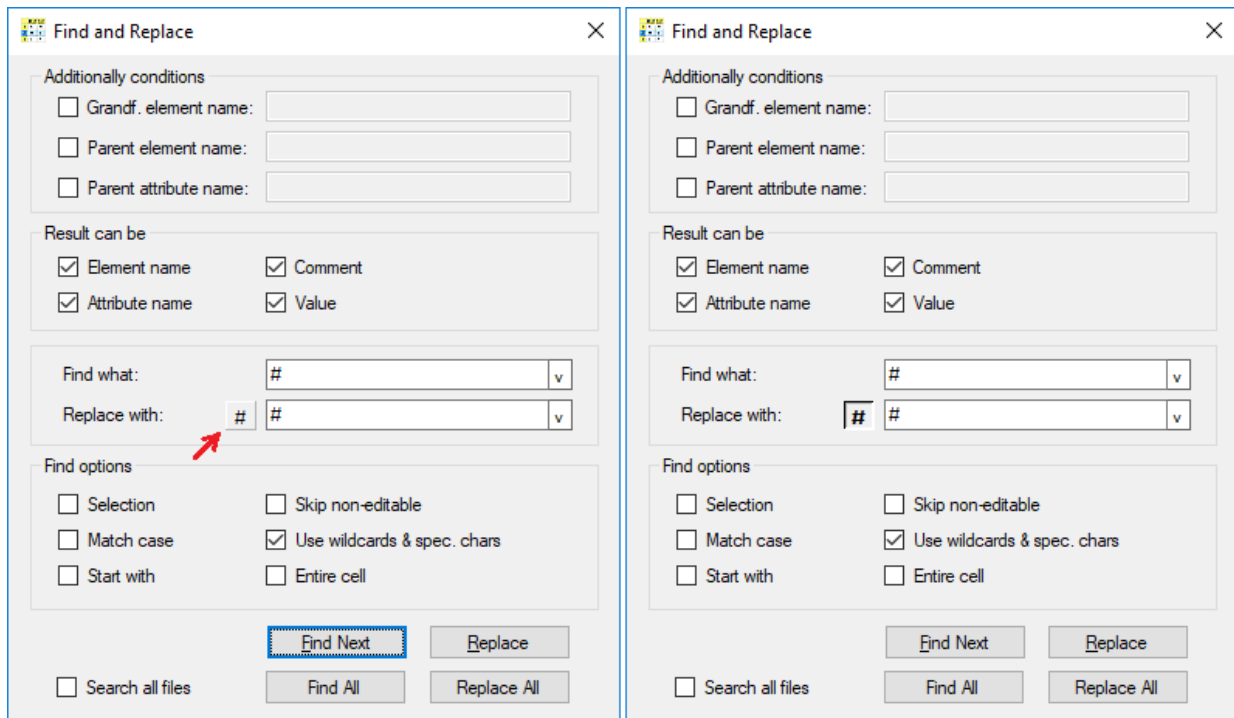 Find and Replace
Additionally conditions
Grandf. element name:
Parent element name:
Parent attribute name:
Result can be
Element name Comment
Attribute name Value
Find what: # v
Replace with: # # v
Find options
Selection Skip non-editable
Match case Use wildcards & spec. chars
Start with Entire cell
Find Next Replace
Search all files Find All Replace All
Find and Replace
Additionally conditions
Grandf. element name:
Parent element name:
Parent attribute name:
Result can be
Element name Comment
Attribute name Value
Find what: # v
Replace with: # # v
Find options
Selection Skip non-editable
Match case Use wildcards & spec. chars
Start with Entire cell
Find Next Replace
Search all files Find All Replace All